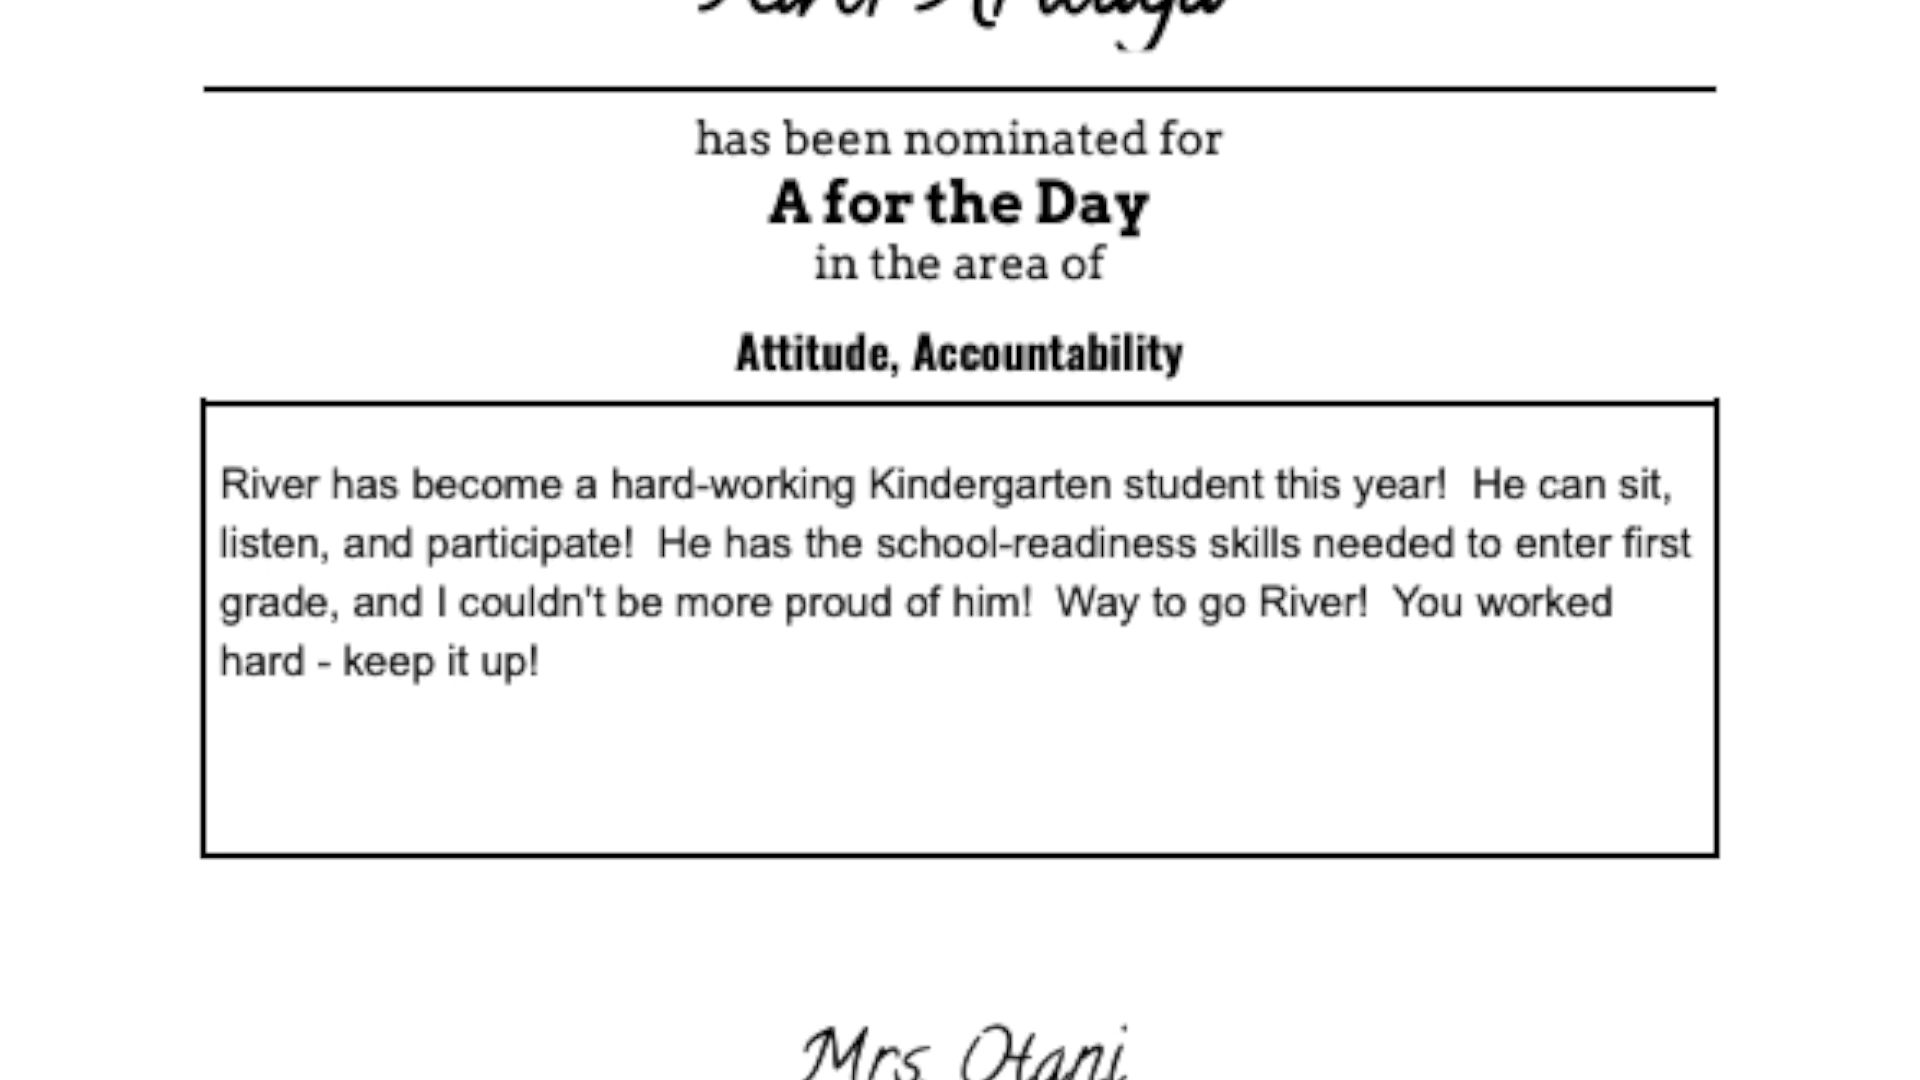 has been nominated for
A for the Day
in the area of
Attitude, Accountability
River has become a hard-working Kindergarten student this year!  He can sit,
listen, and participate!  He has the school-readiness skills needed to enter first
grade, and I couldn't be more proud of him!  Way to go River!  You worked
hard - keep it up!
Mrs. Otani